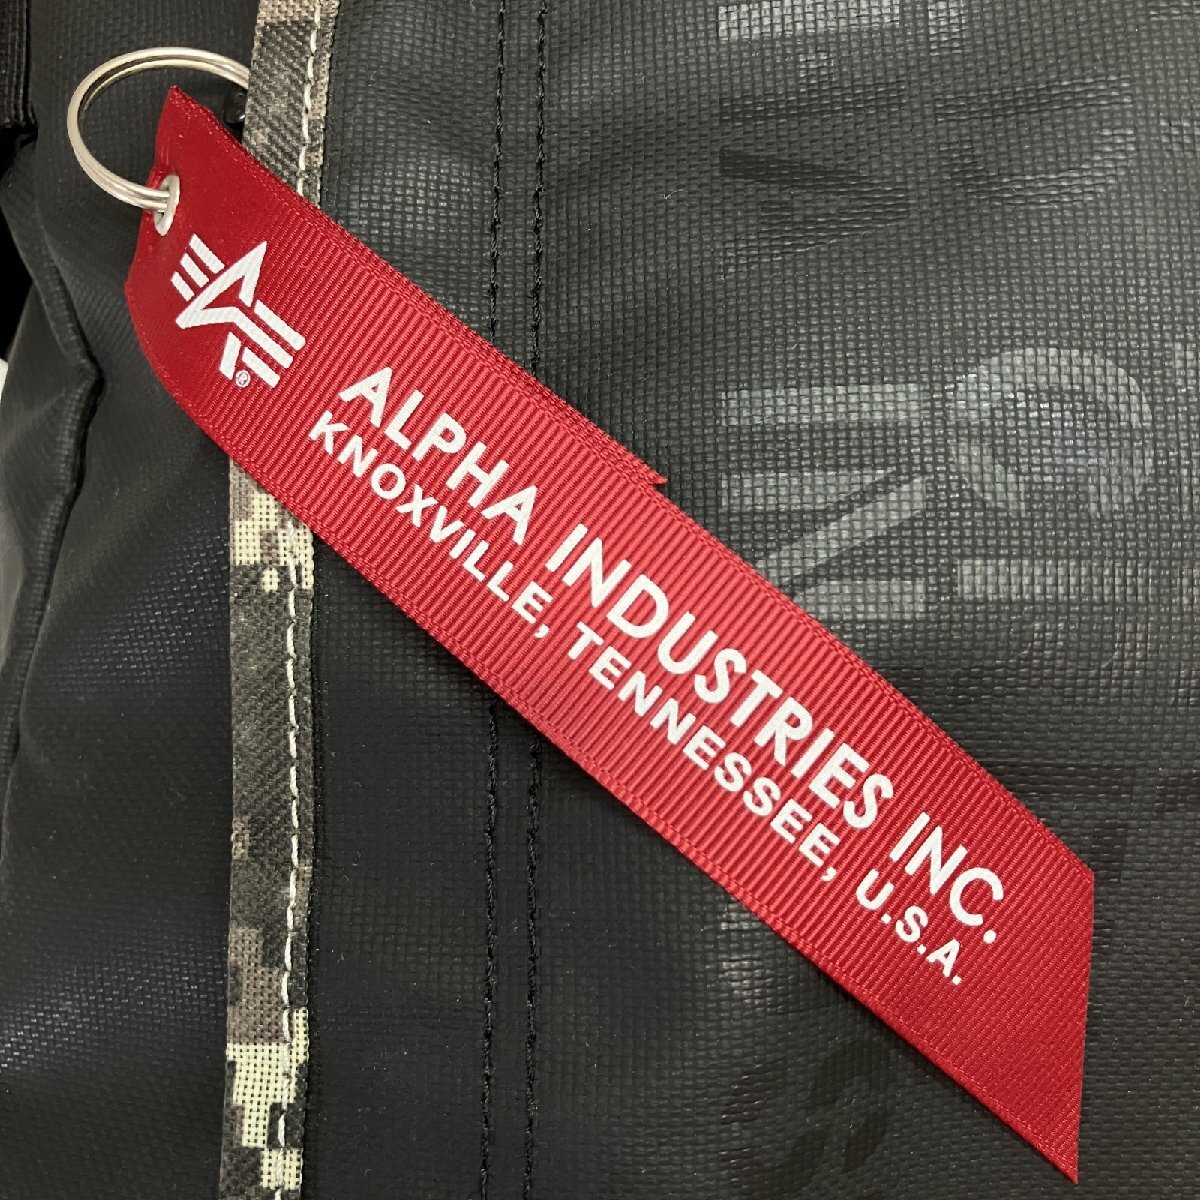 ALPHA INDUSTRIES INC.
KNOXVILLE, TENNESSEE, U.S.A.
®